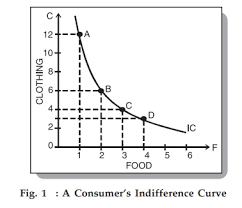 C
12
A
10
8
CLOTHING
6
B
4
C
D
2
IC
0
F
1 2 3 4 5 6
FOOD
Fig. 1 : A Consumer's Indifference Curve